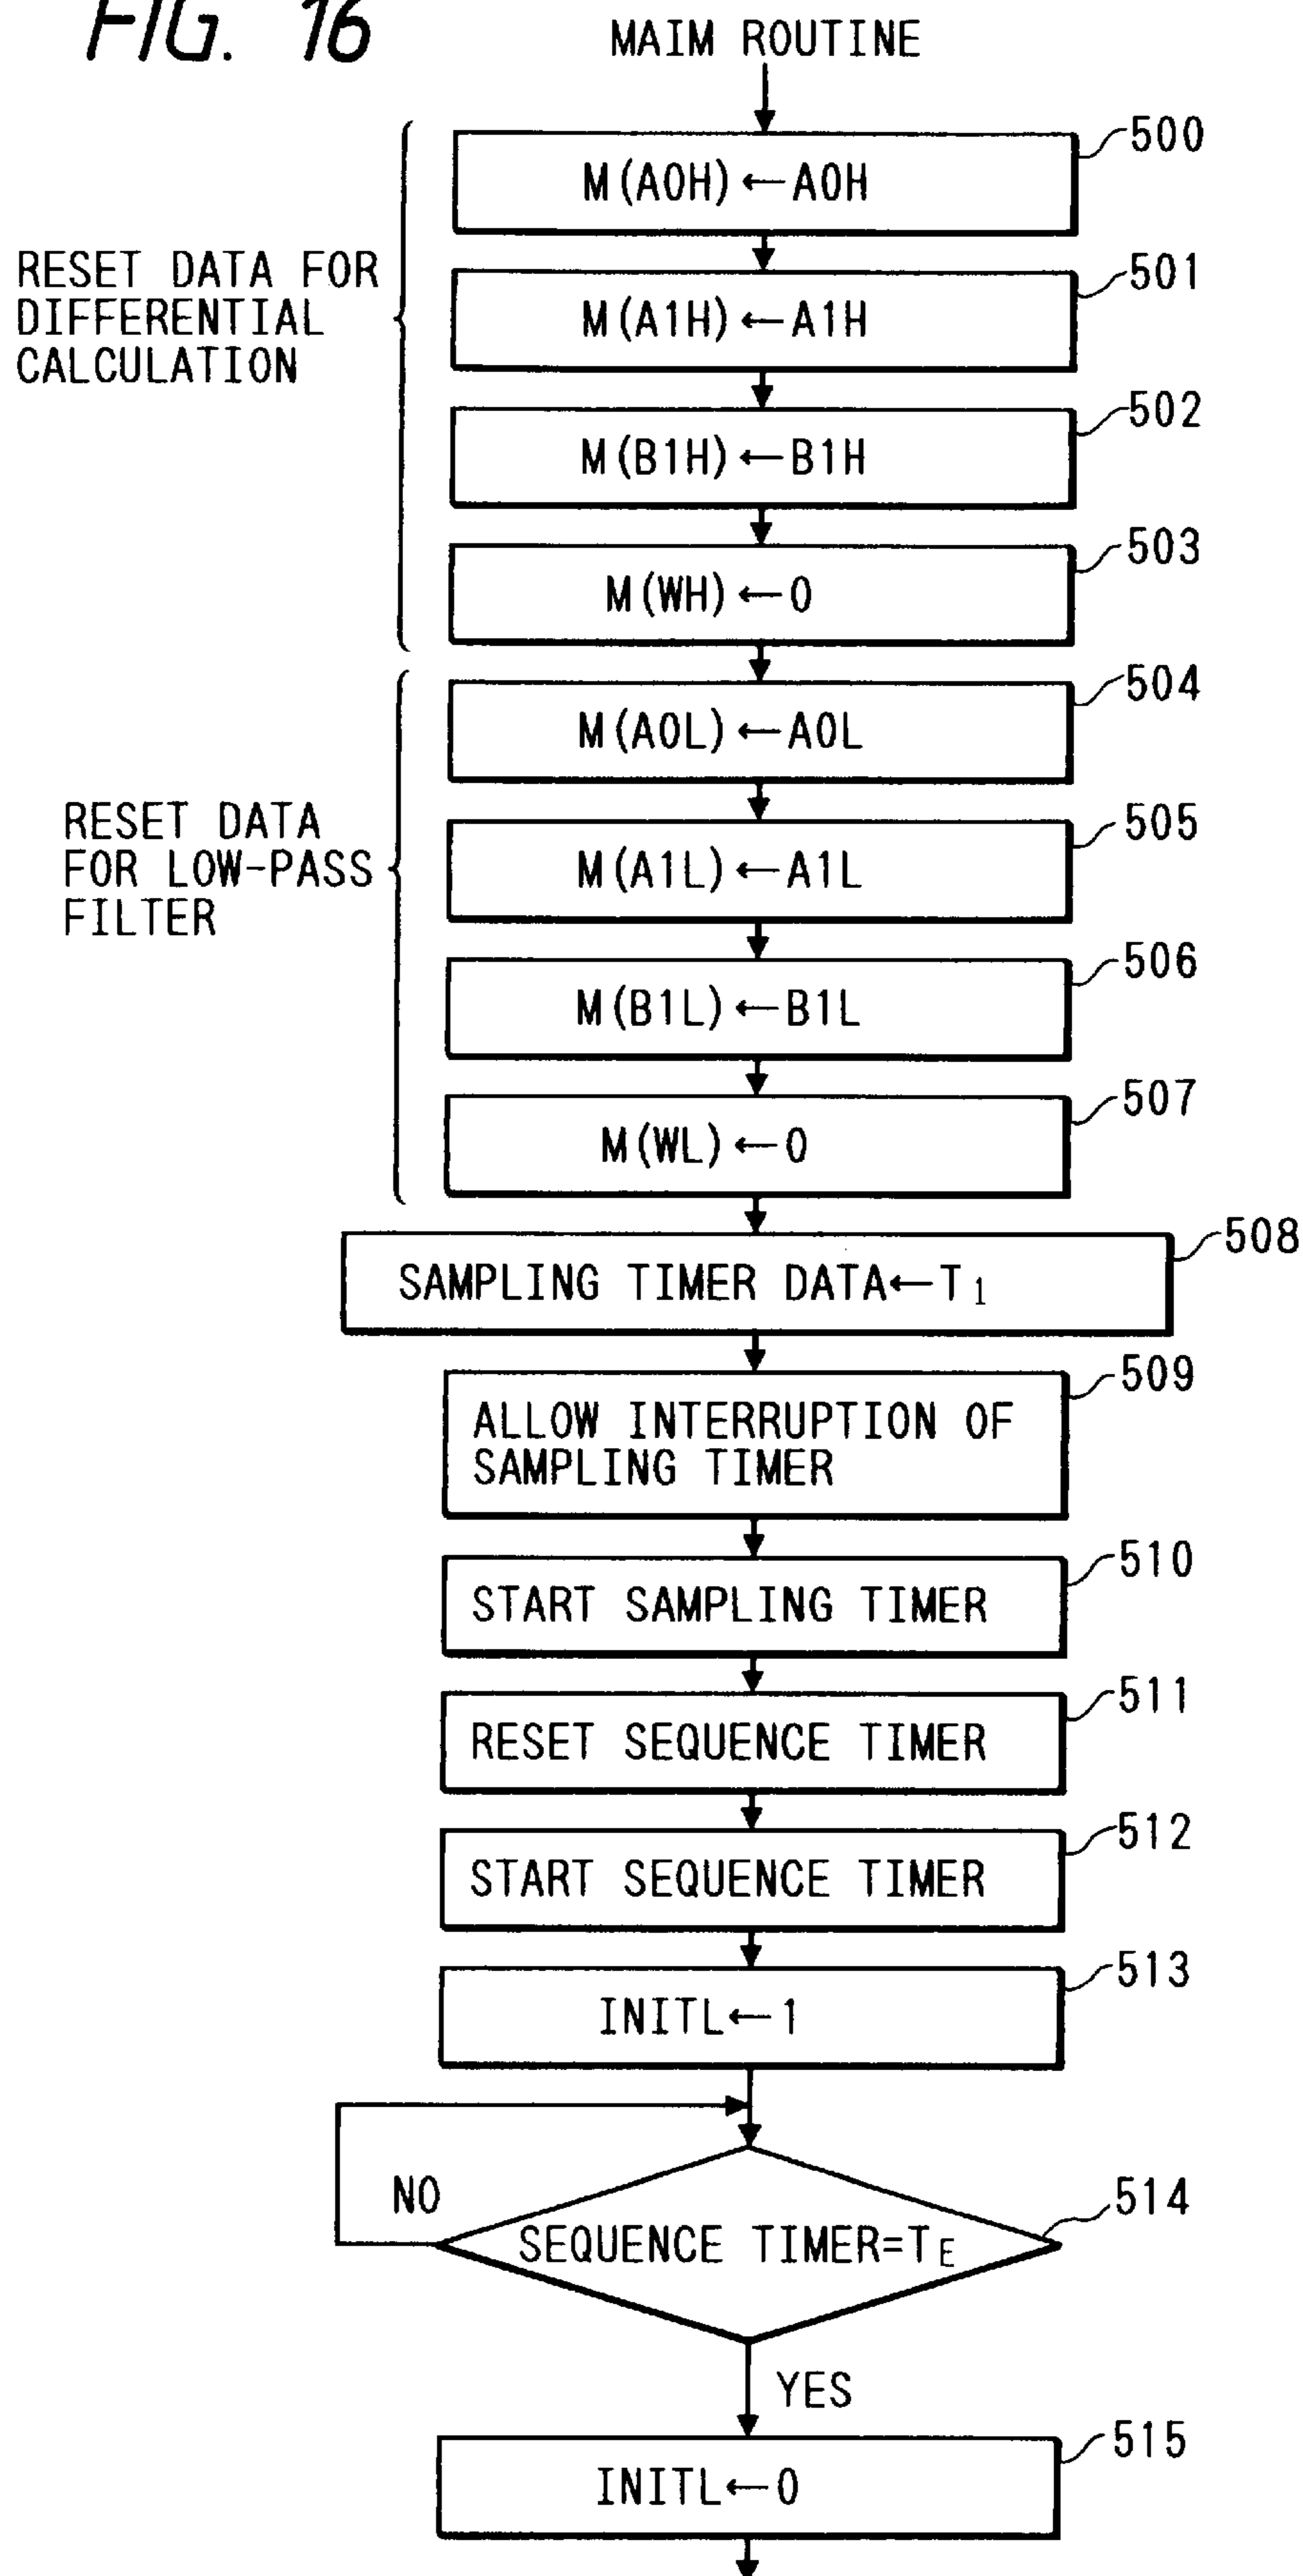 FIG. 16
MAIM ROUTINE
500
M(A0H)←A0H
RESET DATA FOR
DIFFERENTIAL
CALCULATION
501
M(A1H)←A1H
502
M(B1H)←B1H
503
M(WH)←0
504
M(A0L)←A0L
RESET DATA
FOR LOW-PASS
FILTER
505
M(A1L)←A1L
506
M(B1L)←B1L
507
M(WL)←0
508
SAMPLING TIMER DATA←T1
509
ALLOW INTERRUPTION OF
SAMPLING TIMER
510
START SAMPLING TIMER
511
RESET SEQUENCE TIMER
512
START SEQUENCE TIMER
513
INITL←1
NO
514
SEQUENCE TIMER=TE
YES
515
INITL←0